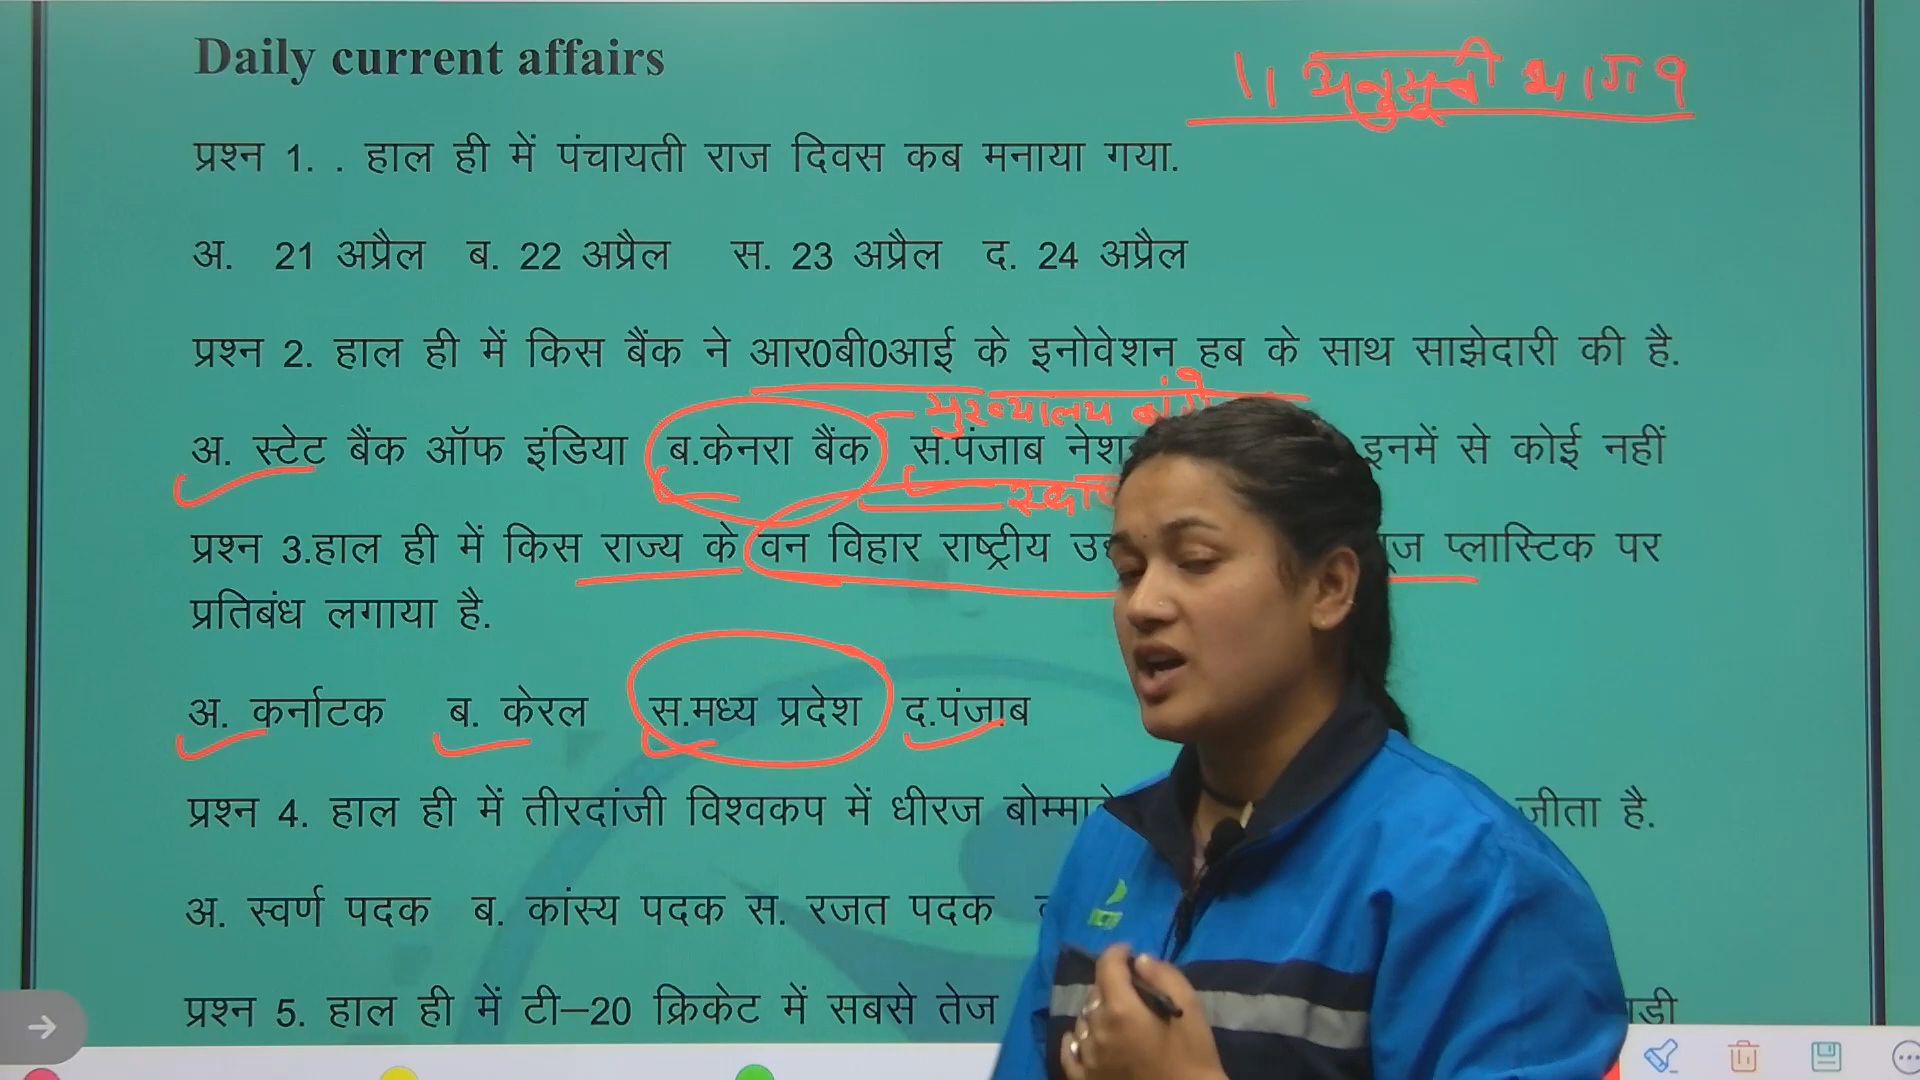 Daily current affairs
11 अनुसूची भाग 9
प्रश्न 1. . हाल ही में पंचायती राज दिवस कब मनाया गया.
अ. 21 अप्रैल ब. 22 अप्रैल स. 23 अप्रैल द. 24 अप्रैल
प्रश्न 2. हाल ही में किस बैंक ने आर0बी0आई के इनोवेशन हब के साथ साझेदारी की है.
मुख्यालय
अ. स्टेट बैंक ऑफ इंडिया ब.केनरा बैंक स.पंजाब इनमें से कोई नहीं
प्रश्न 3.हाल ही में किस राज्य के वन विहार राष्ट्रीय प्लास्टिक पर
प्रतिबंध लगाया है.
अ. कर्नाटक ब. केरल स.मध्य प्रदेश द.पंजाब
प्रश्न 4. हाल ही में तीरदांजी विश्वकप में धीरज जीता है.
अ. स्वर्ण पदक ब. कांस्य पदक स. रजत पदक
प्रश्न 5. हाल ही में टी–20 क्रिकेट में सबसे तेज